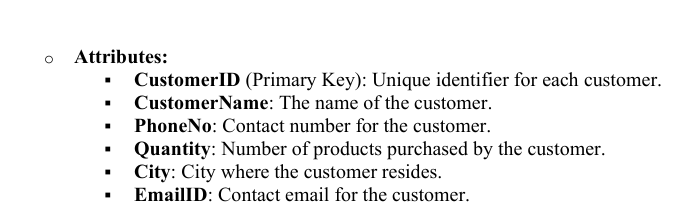 ○ Attributes:
▪ CustomerID (Primary Key): Unique identifier for each customer.
▪ CustomerName: The name of the customer.
▪ PhoneNo: Contact number for the customer.
▪ Quantity: Number of products purchased by the customer.
▪ City: City where the customer resides.
▪ EmailID: Contact email for the customer.